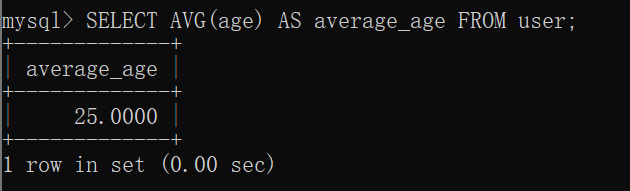 mysql> SELECT AVG(age) AS average_age FROM user;
+-------------+
| average_age |
+-------------+
|     25.0000 |
+-------------+
1 row in set (0.00 sec)